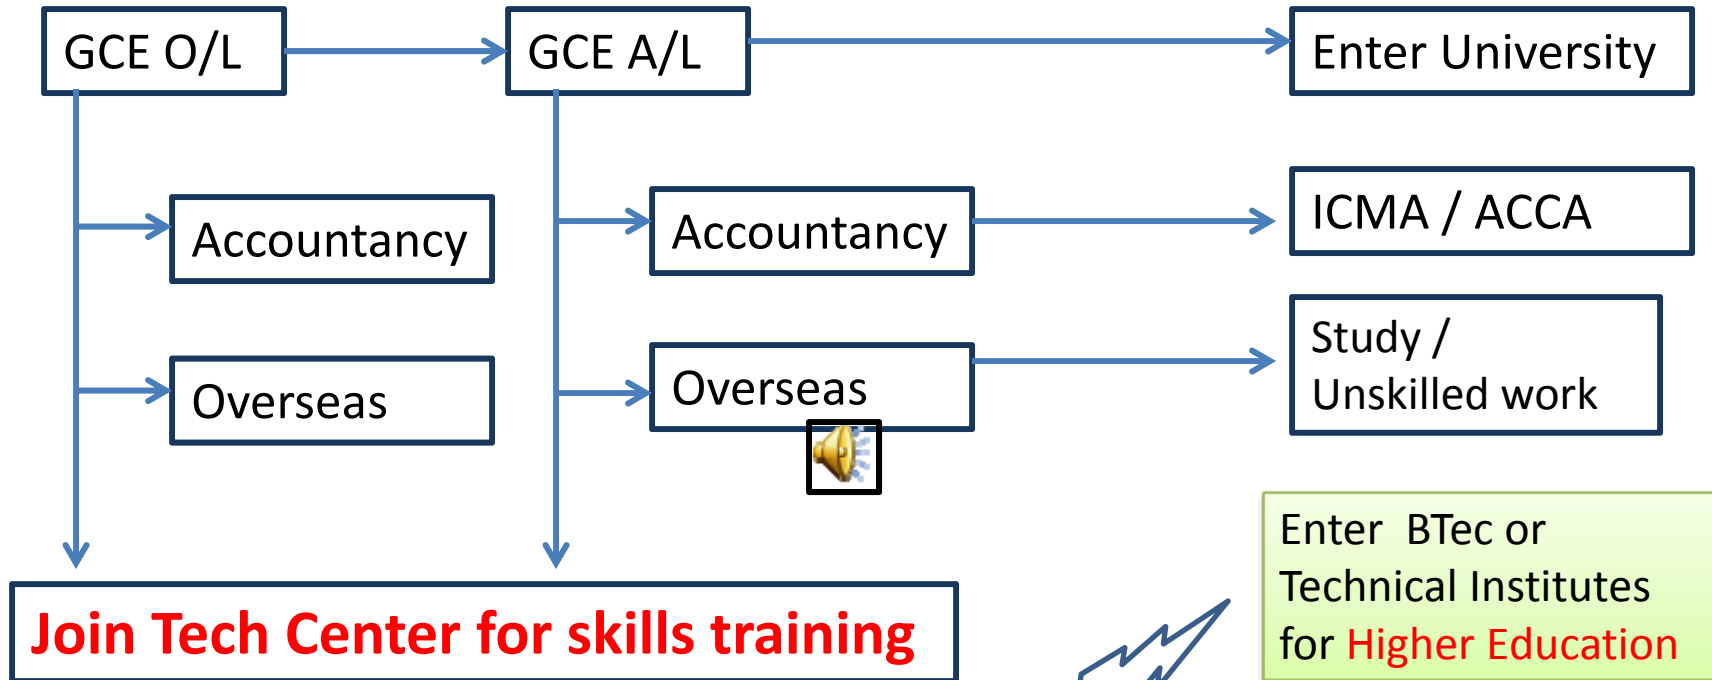 GCE O/L
GCE A/L
Enter University
Accountancy
Accountancy
ICMA / ACCA
Overseas
Overseas
Study /
Unskilled work
Join Tech Center for skills training
Enter BTec or
Technical Institutes
for Higher Education